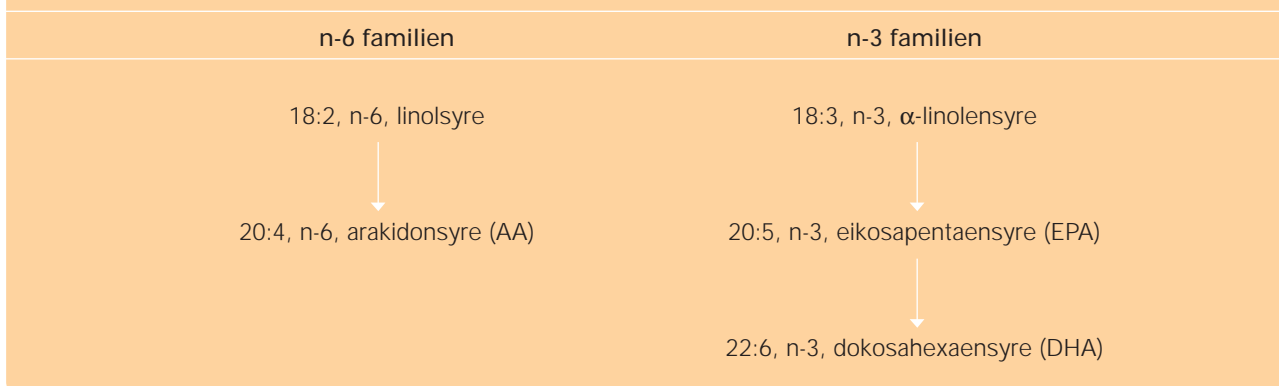 n-6 familien n-3 familien
18:2, n-6, linolsyre 18:3, n-3, α-linolensyre
20:4, n-6, arakidonsyre (AA) 20:5, n-3, eikosapentaensyre (EPA)
22:6, n-3, dokosahexaensyre (DHA)